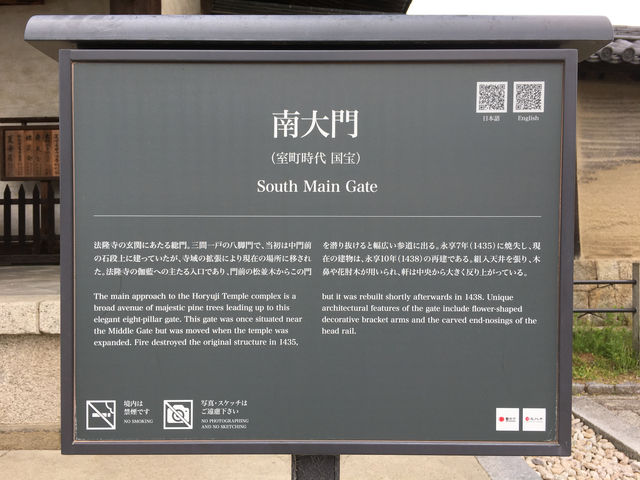 日本語
English
南大門
（室町時代 国宝）
South Main Gate
法隆寺の玄関にあたる総門。三間一戸の八脚門で、当初は中門前
の石段上に建っていたが、寺域の拡張により現在の場所に移され
た。法隆寺の伽藍への主たる入口であり、門前の松並木からこの門
を潜り抜けると幅広い参道に出る。永享7年（1435）に焼失し、現
在の建物は、永享10年（1438）の再建である。組入天井を張り、木
鼻や花肘木が用いられ、軒は中央から大きく反り上がっている。
The main approach to the Horyuji Temple complex is a
broad avenue of majestic pine trees leading up to this
elegant eight-pillar gate. This gate was once situated near
the Middle Gate but was moved when the temple was
expanded. Fire destroyed the original structure in 1435,
but it was rebuilt shortly afterwards in 1438. Unique
architectural features of the gate include flower-shaped
decorative bracket arms and the carved end-nosings of the
head rail.
境内は
禁煙です
NO SMOKING
写真・スケッチは
ご遠慮下さい
NO PHOTOGRAPHING
AND NO SKETCHING